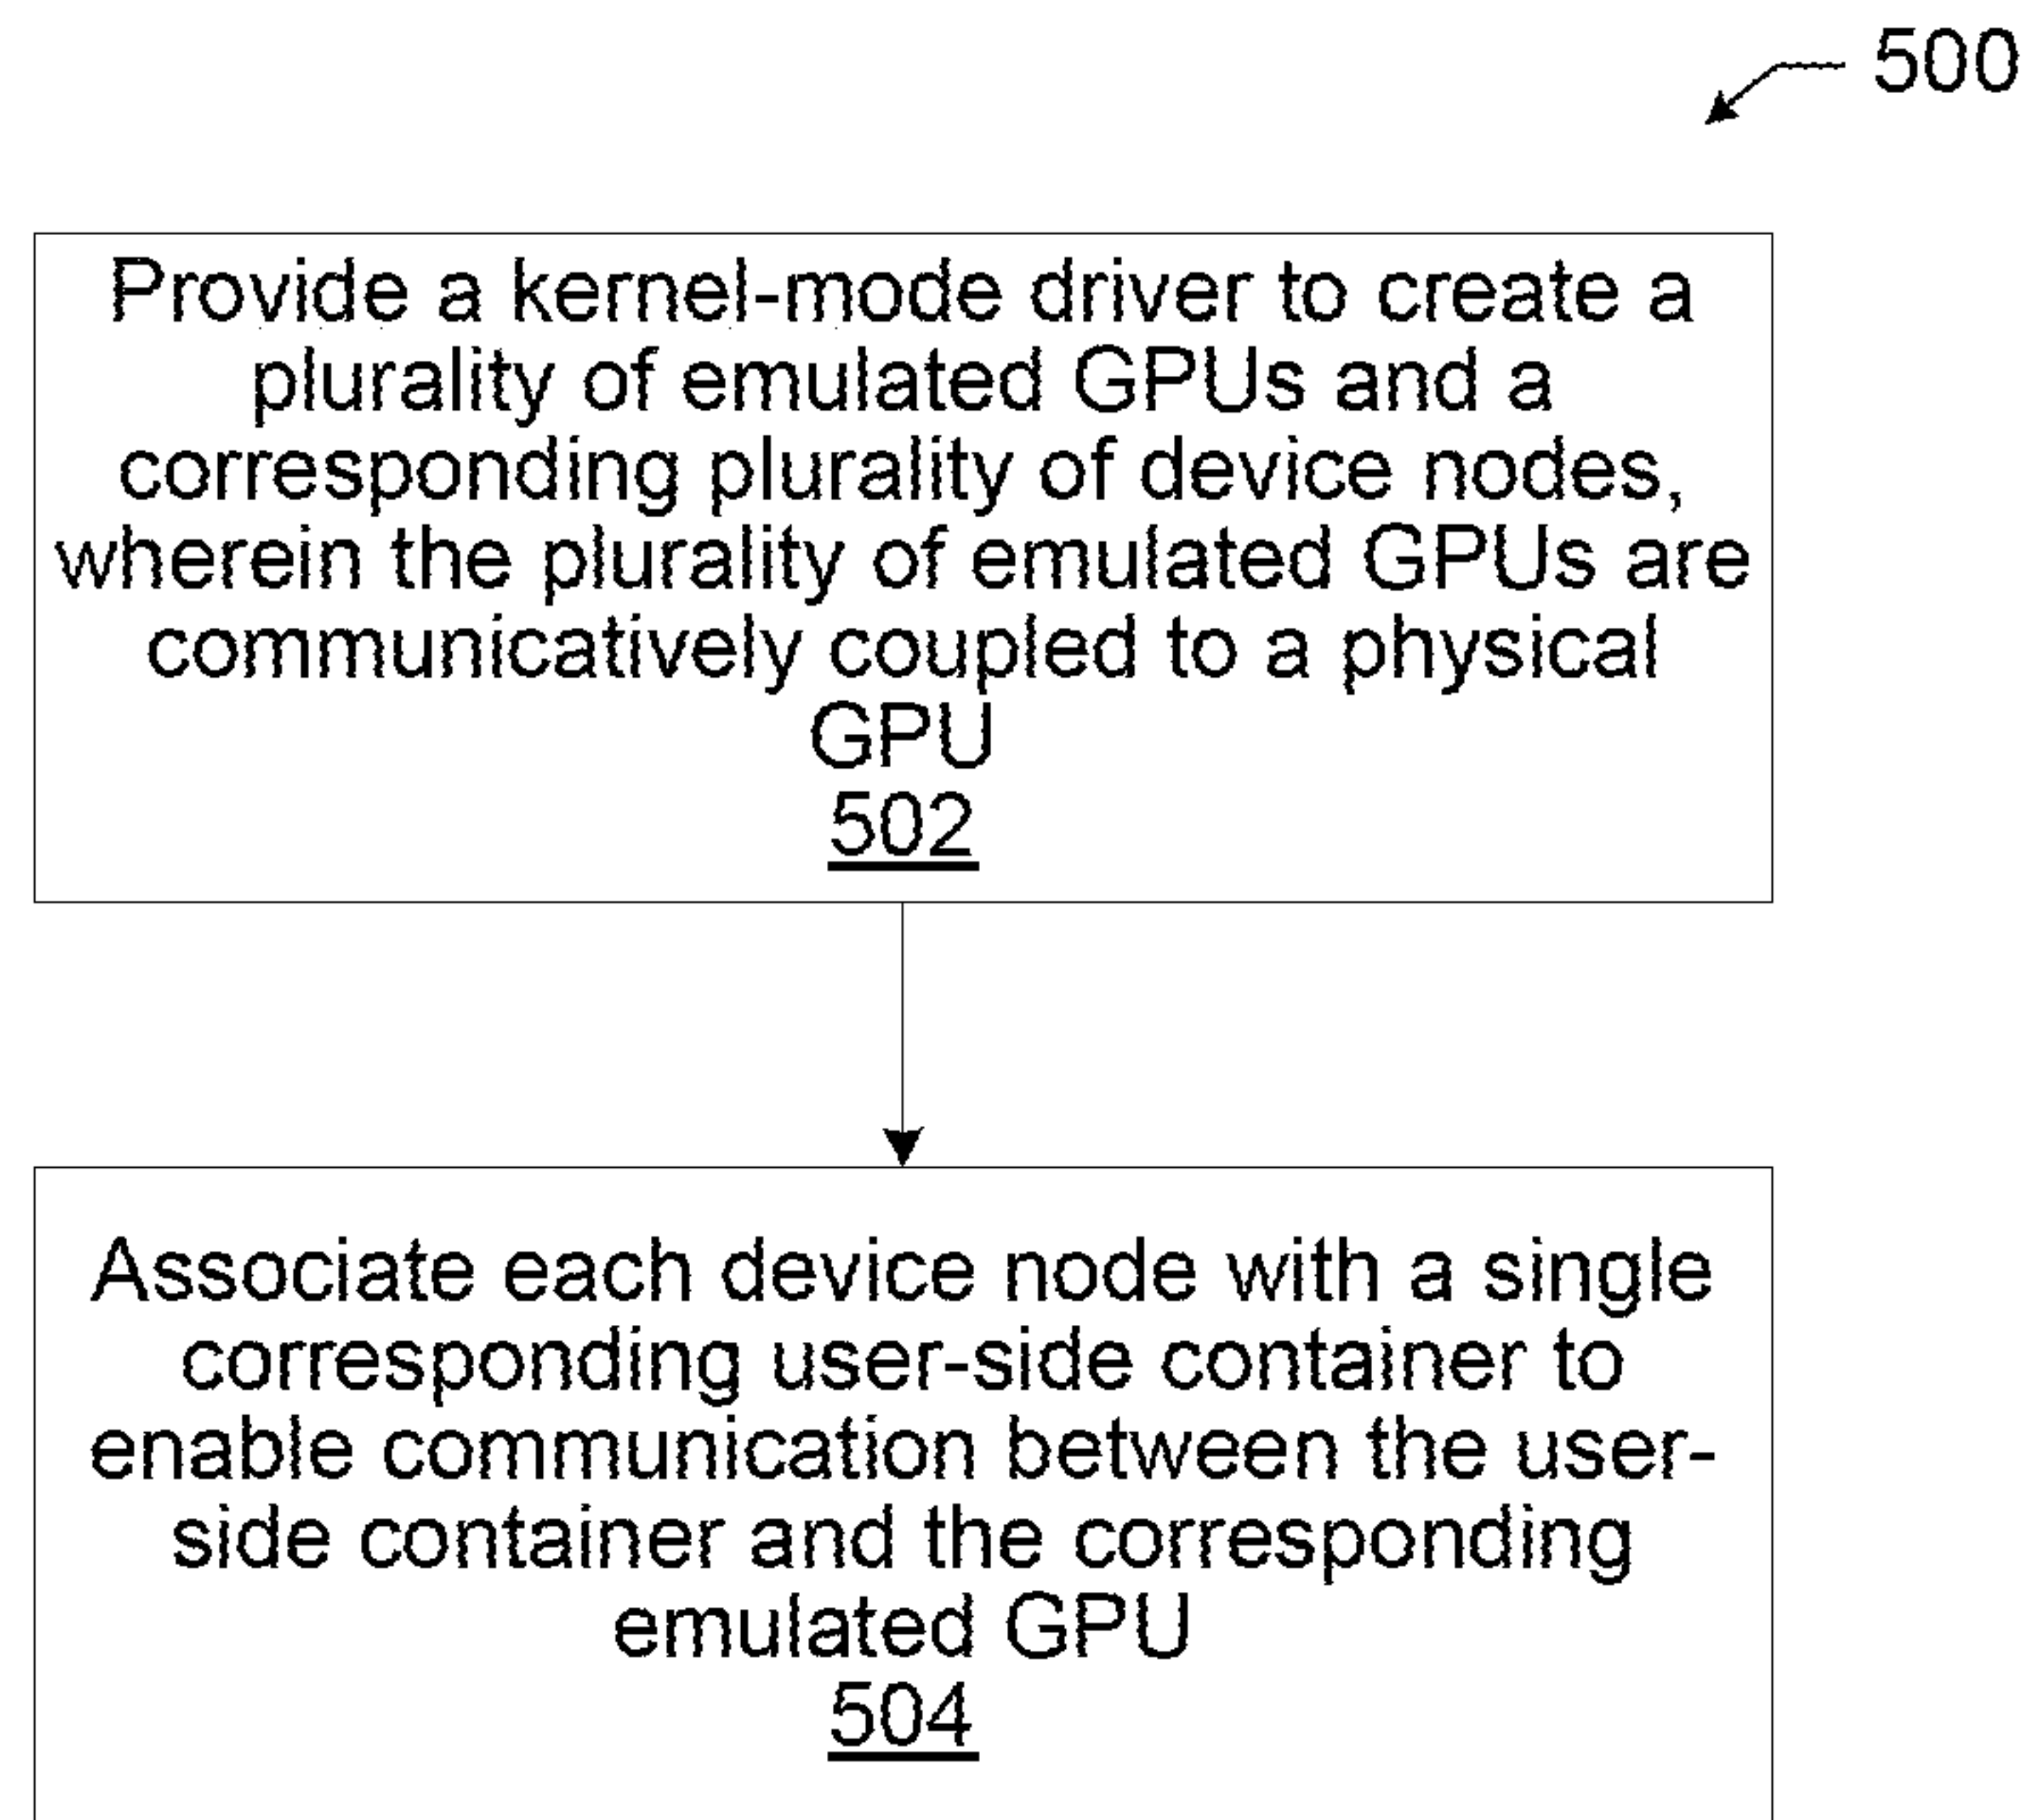 500
Provide a kernel-mode driver to create a
plurality of emulated GPUs and a
corresponding plurality of device nodes,
wherein the plurality of emulated GPUs are
communicatively coupled to a physical
GPU
502
Associate each device node with a single
corresponding user-side container to
enable communication between the user-
side container and the corresponding
emulated GPU
504